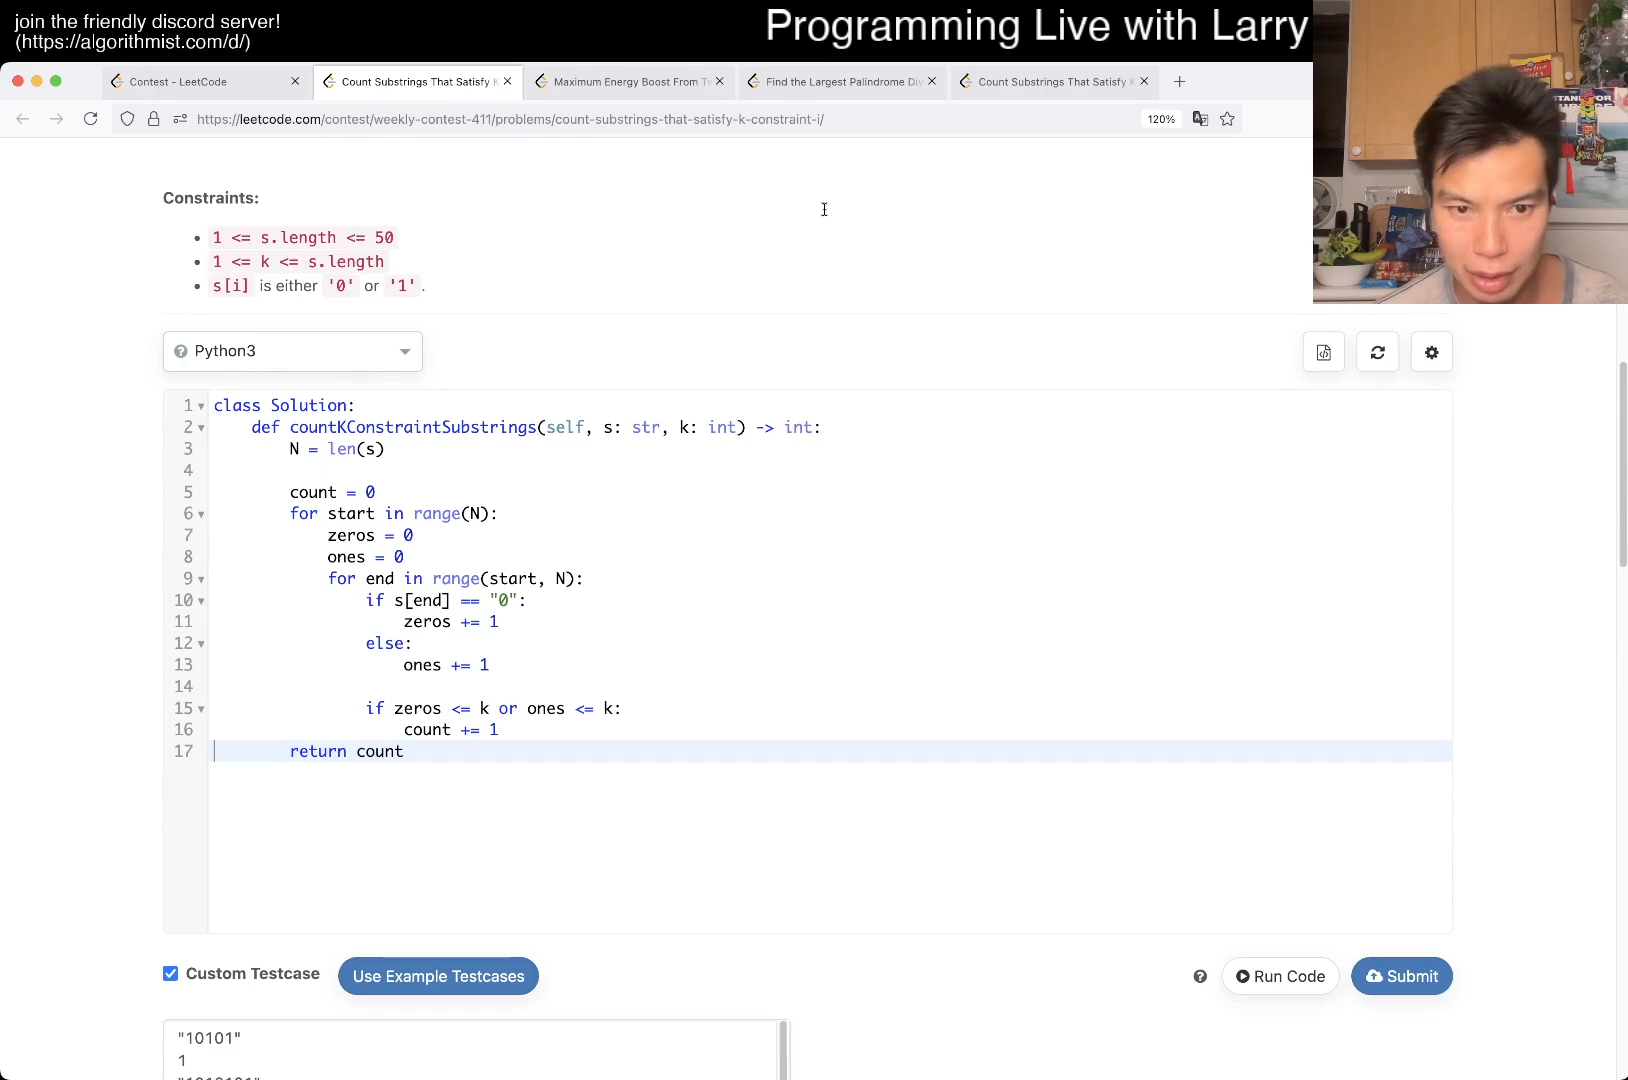 join the friendly discord server!
(https://algorithmist.com/d/)
Programming Live with Larry
Contest - LeetCode
Count Substrings That Satisfy K
Maximum Energy Boost From Tw
Find the Largest Palindrome Div
Count Substrings That Satisfy K
https://leetcode.com/contest/weekly-contest-411/problems/count-substrings-that-satisfy-k-constraint-i/
120%
Constraints:
1 <= s.length <= 50
1 <= k <= s.length
s[i] is either '0' or '1'.
Python3
1 class Solution:
2 def countKConstraintSubstrings(self, s: str, k: int) -> int:
3 N = len(s)
4
5 count = 0
6 for start in range(N):
7 zeros = 0
8 ones = 0
9 for end in range(start, N):
10 if s[end] == "0":
11 zeros += 1
12 else:
13 ones += 1
14
15 if zeros <= k or ones <= k:
16 count += 1
17 return count
Custom Testcase
Use Example Testcases
Run Code
Submit
"10101"
1
"1010101"